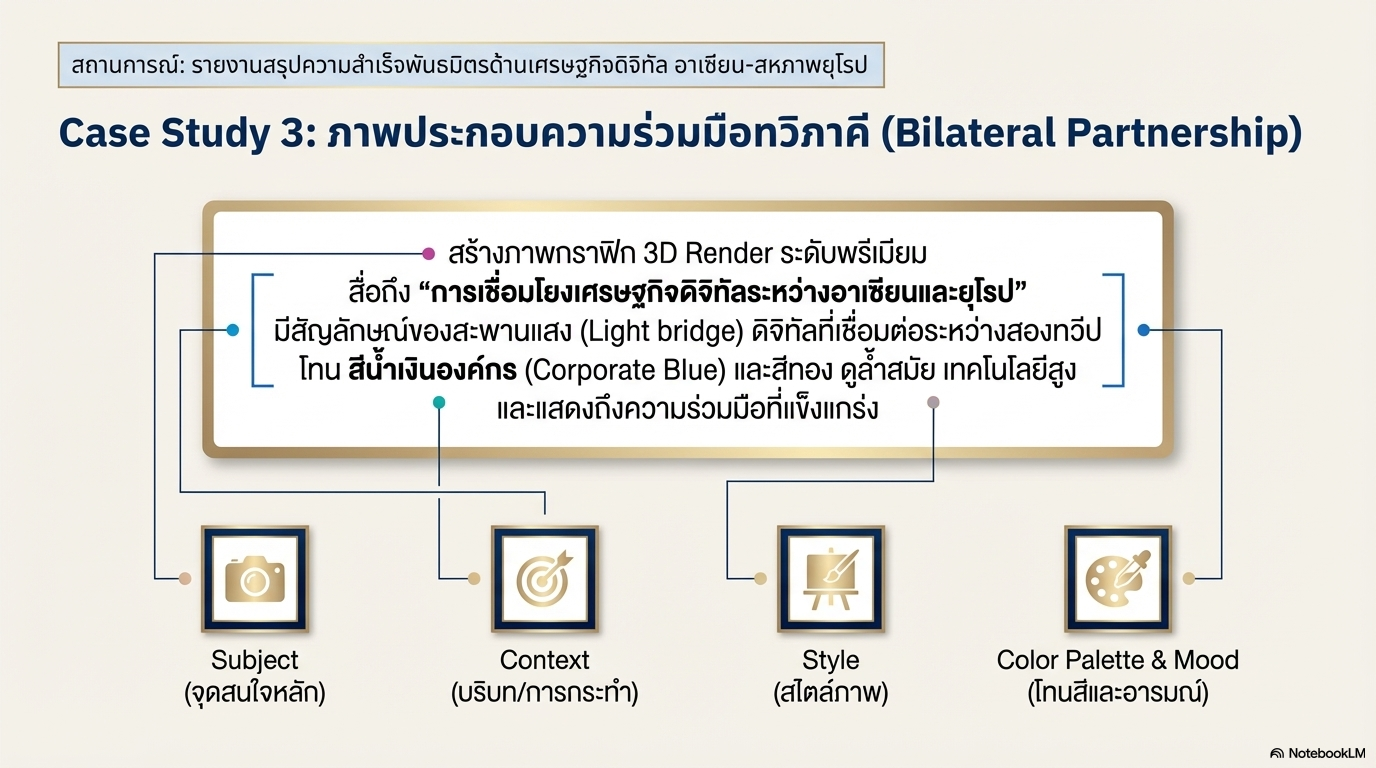 สถานการณ์: รายงานสรุปความสำเร็จพันธมิตรด้านเศรษฐกิจดิจิทัล อาเซียน-สหภาพยุโรป
Case Study 3: ภาพประกอบความร่วมมือทวิภาคี (Bilateral Partnership)
สร้างภาพกราฟิก 3D Render ระดับพรีเมียม
สื่อถึง “การเชื่อมโยงเศรษฐกิจดิจิทัลระหว่างอาเซียนและยุโรป”
มีสัญลักษณ์ของสะพานแสง (Light bridge) ดิจิทัลที่เชื่อมต่อระหว่างสองทวีป
โทน สีน้ำเงินองค์กร (Corporate Blue) และสีทอง ดูล้ำสมัย เทคโนโลยีสูง
และแสดงถึงความร่วมมือที่แข็งแกร่ง
Subject
(จุดสนใจหลัก)
Context
(บริบท/การกระทำ)
Style
(สไตล์ภาพ)
Color Palette & Mood
(โทนสีและอารมณ์)
NotebookLM